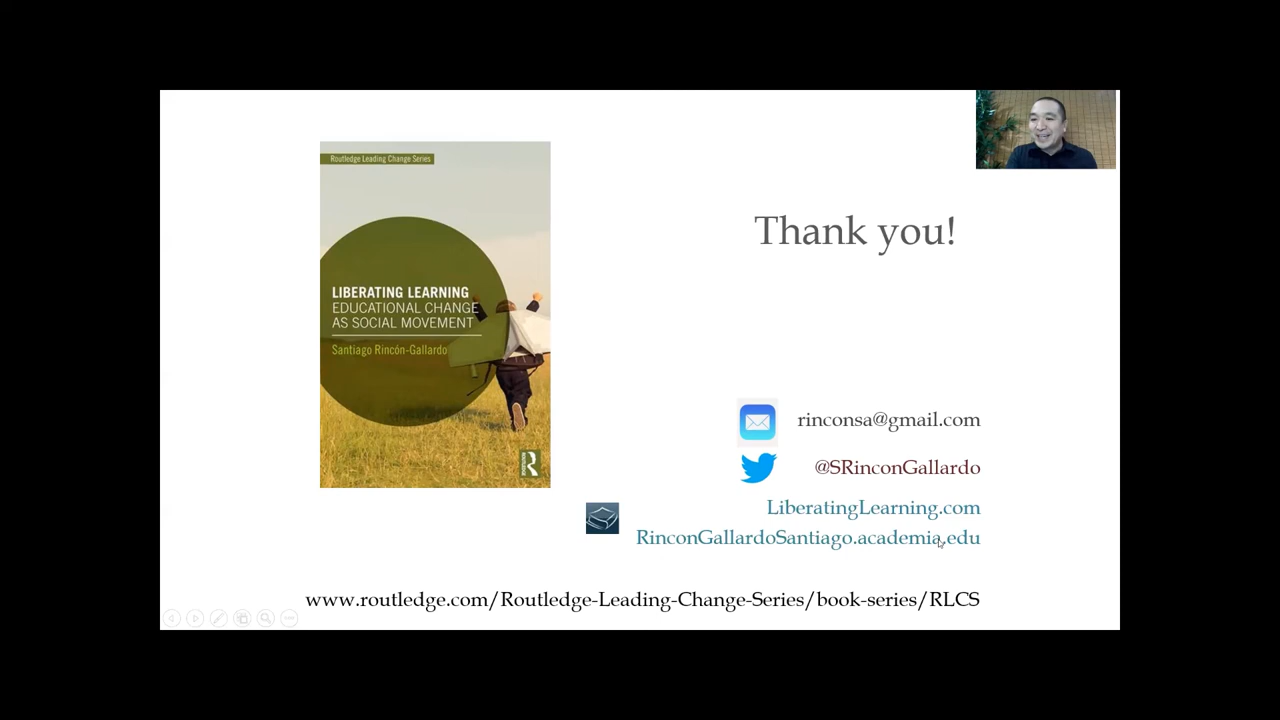 Routledge Leading Change Series
LIBERATING LEARNING
EDUCATIONAL CHANGE
AS SOCIAL MOVEMENT
Santiago Rincón-Gallardo
ROUTLEDGE
Thank you!
rinconsa@gmail.com
@SRinconGallardo
LiberatingLearning.com
RinconGallardoSantiago.academia.edu
www.routledge.com/Routledge-Leading-Change-Series/book-series/RLCS